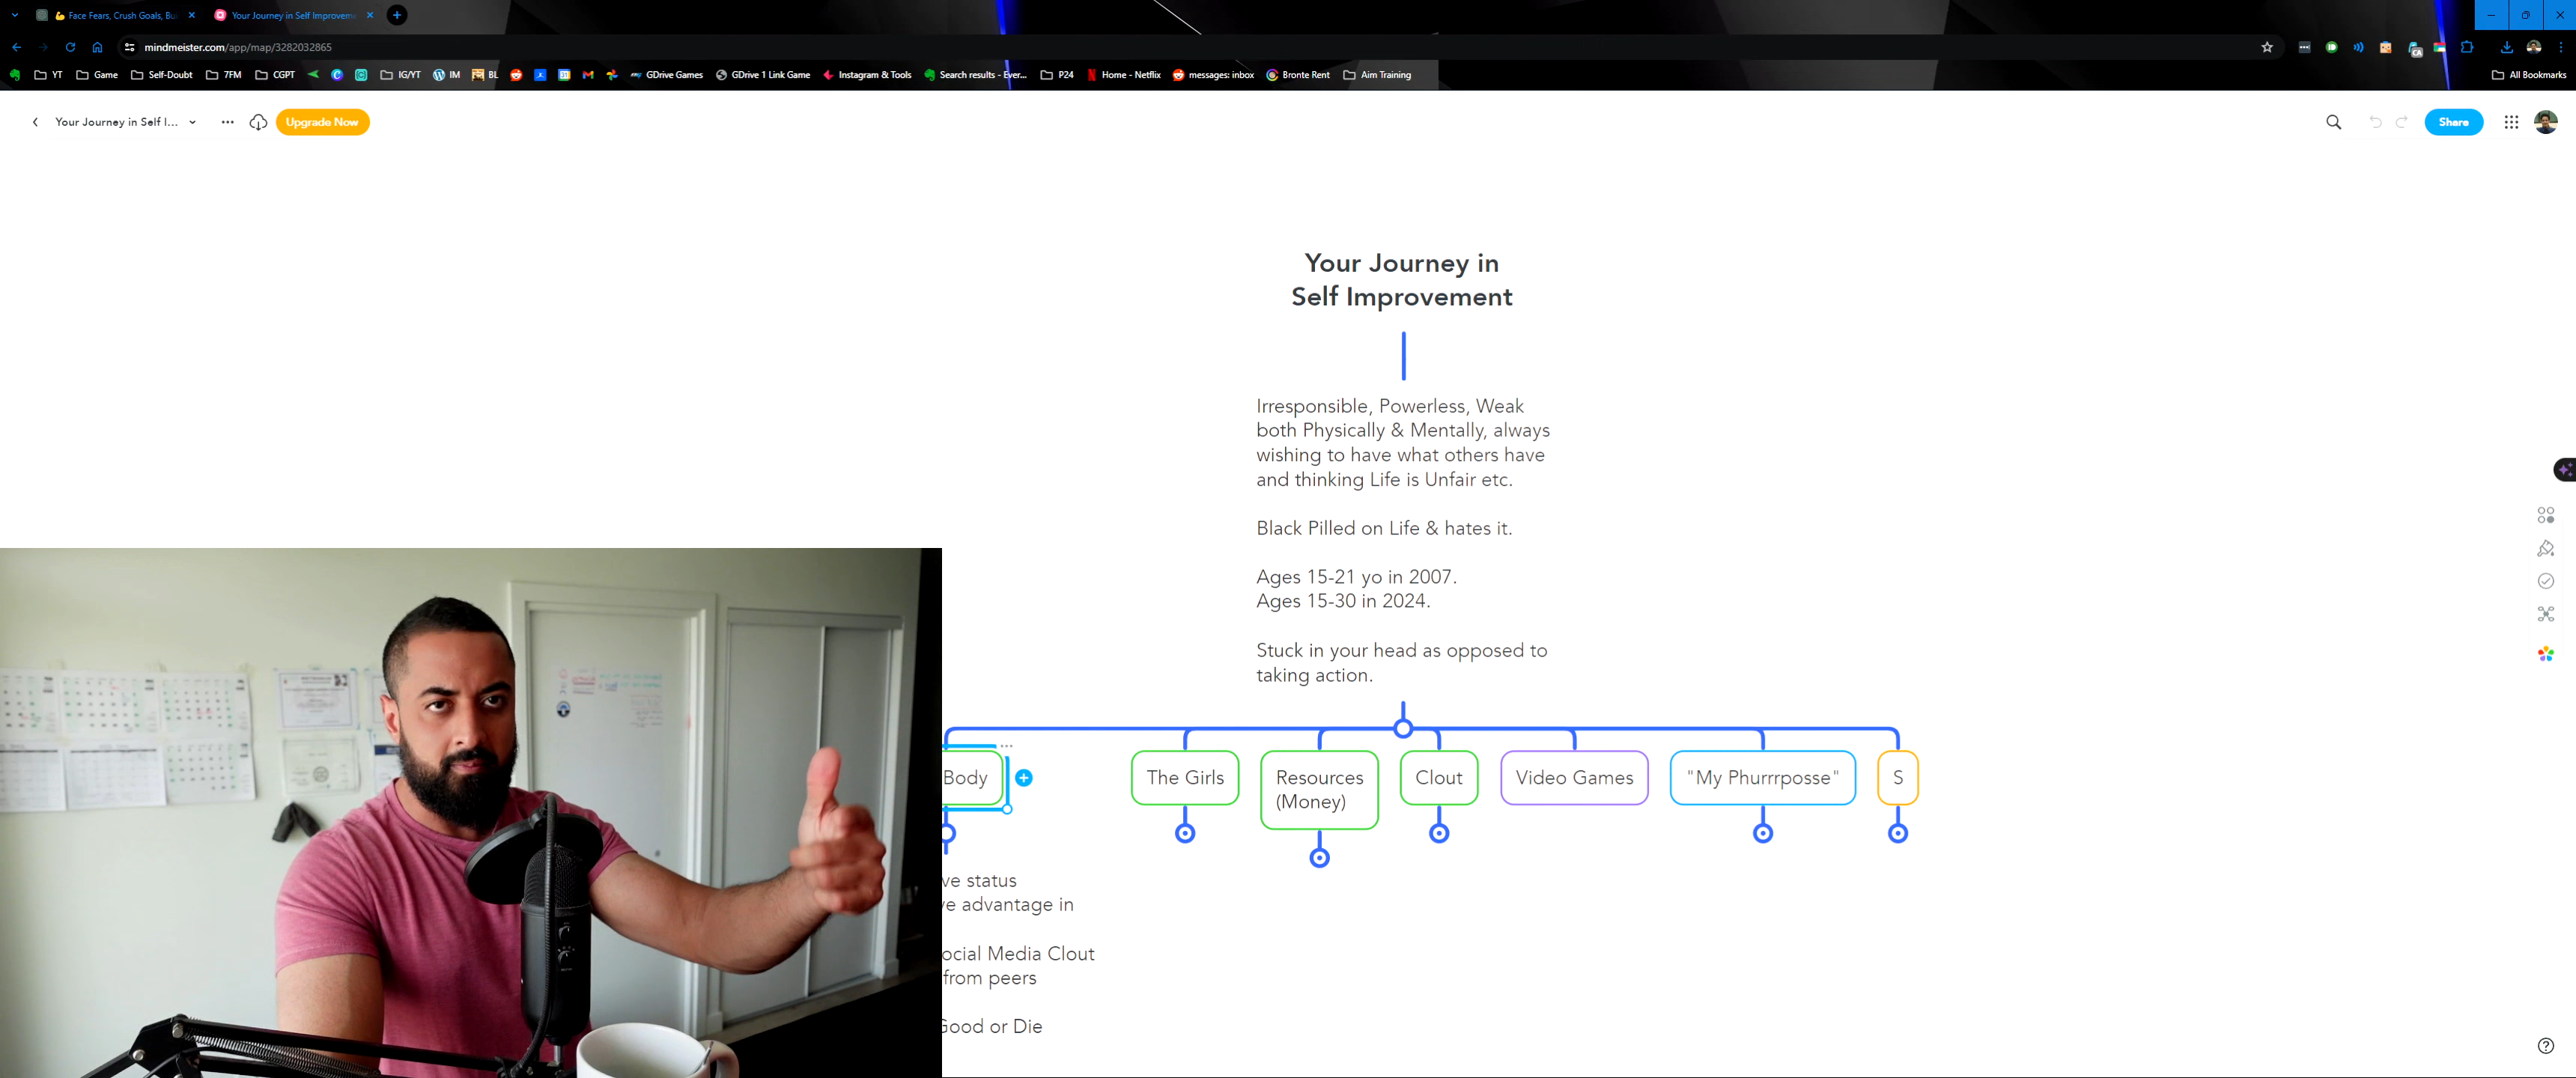 💪 Face Fears, Crush Goals, Bui
Your Journey in Self Improveme
mindmeister.com/app/map/3282032865
YT
Game
Self-Doubt
7FM
CGPT
IG/YT
IM
BL
GDrive Games
GDrive 1 Link Game
Instagram & Tools
Search results - Ever...
P24
Home - Netflix
messages: inbox
Bronte Rent
Aim Training
All Bookmarks
Your Journey in Self I...
Upgrade Now
Share
Your Journey in
Self Improvement
Irresponsible, Powerless, Weak
both Physically & Mentally, always
wishing to have what others have
and thinking Life is Unfair etc.
Black Pilled on Life & hates it.
Ages 15-21 yo in 2007.
Ages 15-30 in 2024.
Stuck in your head as opposed to
taking action.
Body
The Girls
Resources
(Money)
Clout
Video Games
"My Phurrrposse"
S
ve status
ve advantage in
ocial Media Clout
from peers
Good or Die